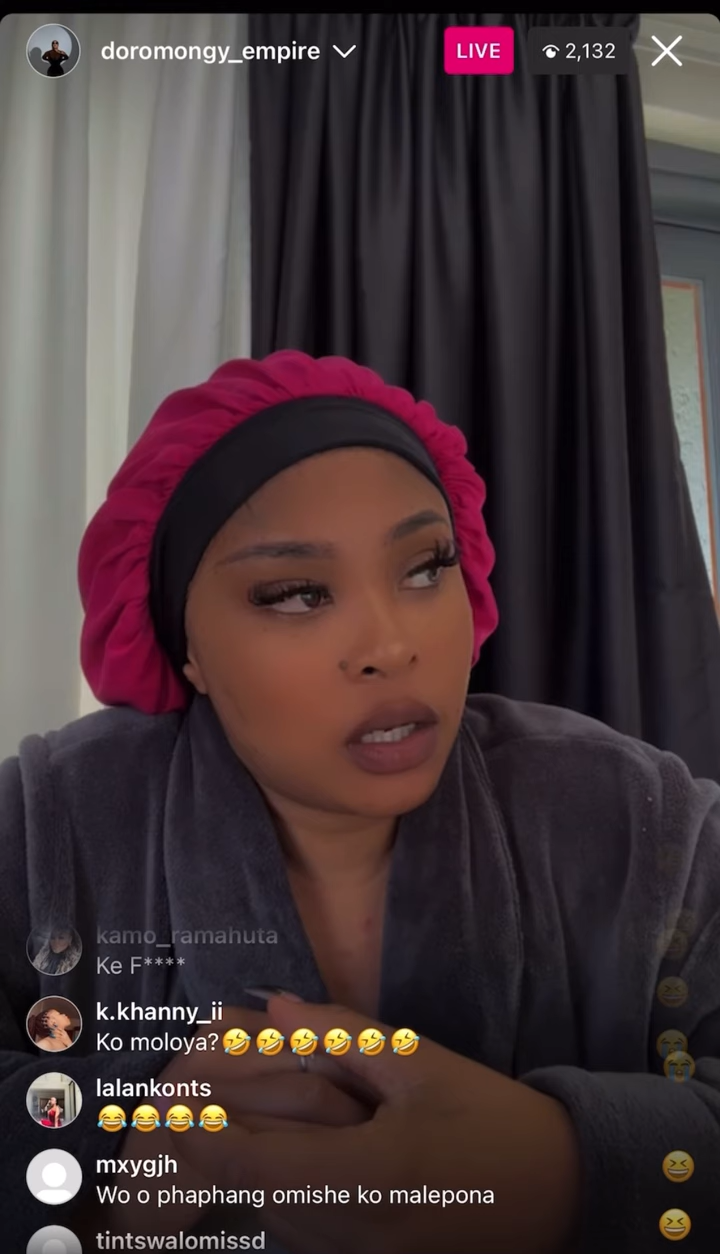 doromongy_empire
LIVE
2,132
kamo_ramahuta
Ke F****
k.khanny_ii
Ko moloya?🤣🤣🤣🤣🤣🤣
lalankonts
😂😂😂😂
mxygjh
Wo o phaphang omishe ko malepona
tintswalomissd